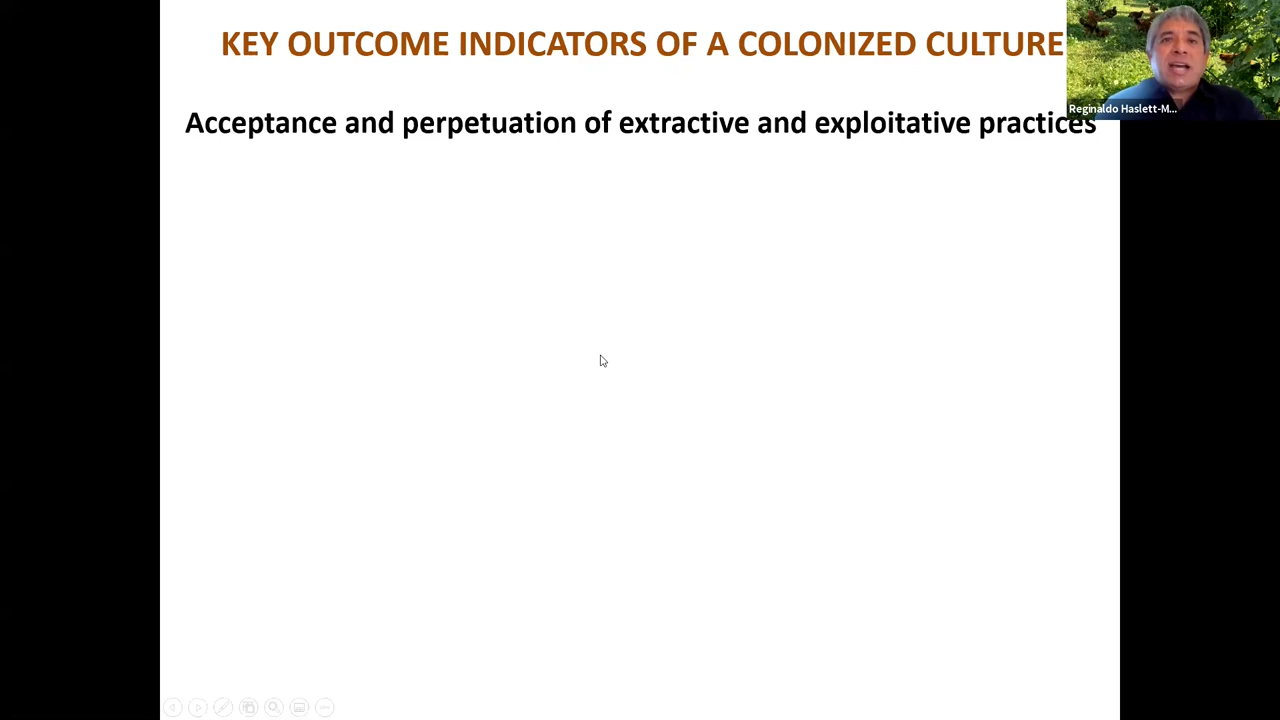 KEY OUTCOME INDICATORS OF A COLONIZED CULTURE
Reginaldo Haslett-M...
Acceptance and perpetuation of extractive and exploitative practices